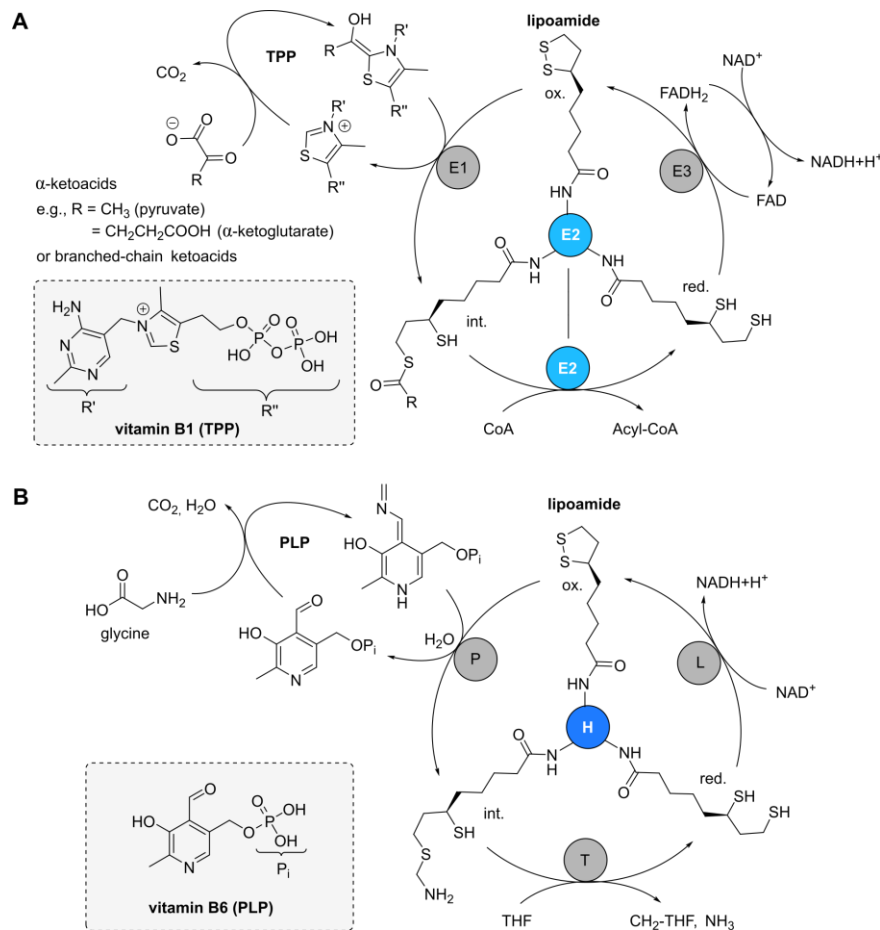 A
OH
R'
R
N
TPP
S
R''
CO2
⊖
O
O
O
R
R'
N
⊕
S
R''
α-ketoacids
e.g., R = CH3 (pyruvate)
= CH2CH2COOH (α-ketoglutarate)
or branched-chain ketoacids
NH2
N
N
N
⊕
S
O
O
P
O
P
O
HO
OH
OH
R'
R''
vitamin B1 (TPP)
lipoamide
S
S
ox.
NAD+
FADH2
E1
E3
NADH+H+
FAD
O
HN
E2
O
N
H
HN
O
int.
SH
red.
SH
SH
S
O
R
E2
CoA
Acyl-CoA
B
CO2, H2O
PLP
N
HO
OPi
N
H
O
HO
NH2
glycine
O
HO
OPi
N
H2O
lipoamide
S
S
ox.
NADH+H+
P
L
NAD+
O
HN
H
O
N
H
HN
O
int.
SH
red.
SH
SH
S
NH2
T
THF
CH2-THF, NH3
O
HO
O
O
P
OH
OH
N
Pi
vitamin B6 (PLP)